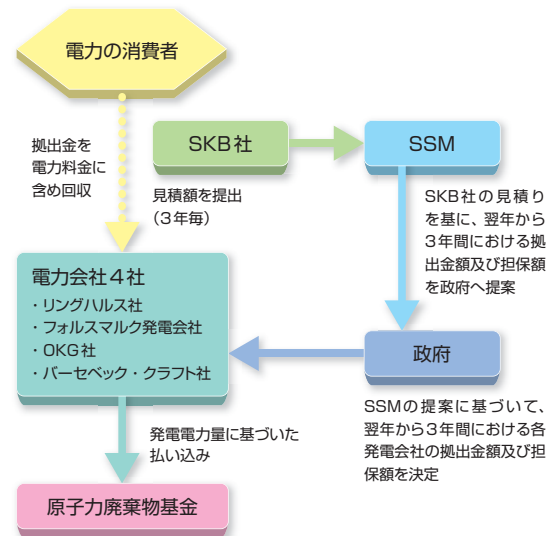 電力の消費者
拠出金を
電力料金に
含め回収
SKB社
見積額を提出
（3年毎）
SSM
SKB社の見積り
を基に、翌年から
3年間における拠
出金額及び担保額
を政府へ提案
電力会社4社
・リングハルス社
・フォルスマルク発電会社
・OKG社
・バーセベック・クラフト社
政府
SSMの提案に基づいて、
翌年から3年間における各
発電会社の拠出金額及び担
保額を決定
発電電力量に基づいた
払い込み
原子力廃棄物基金